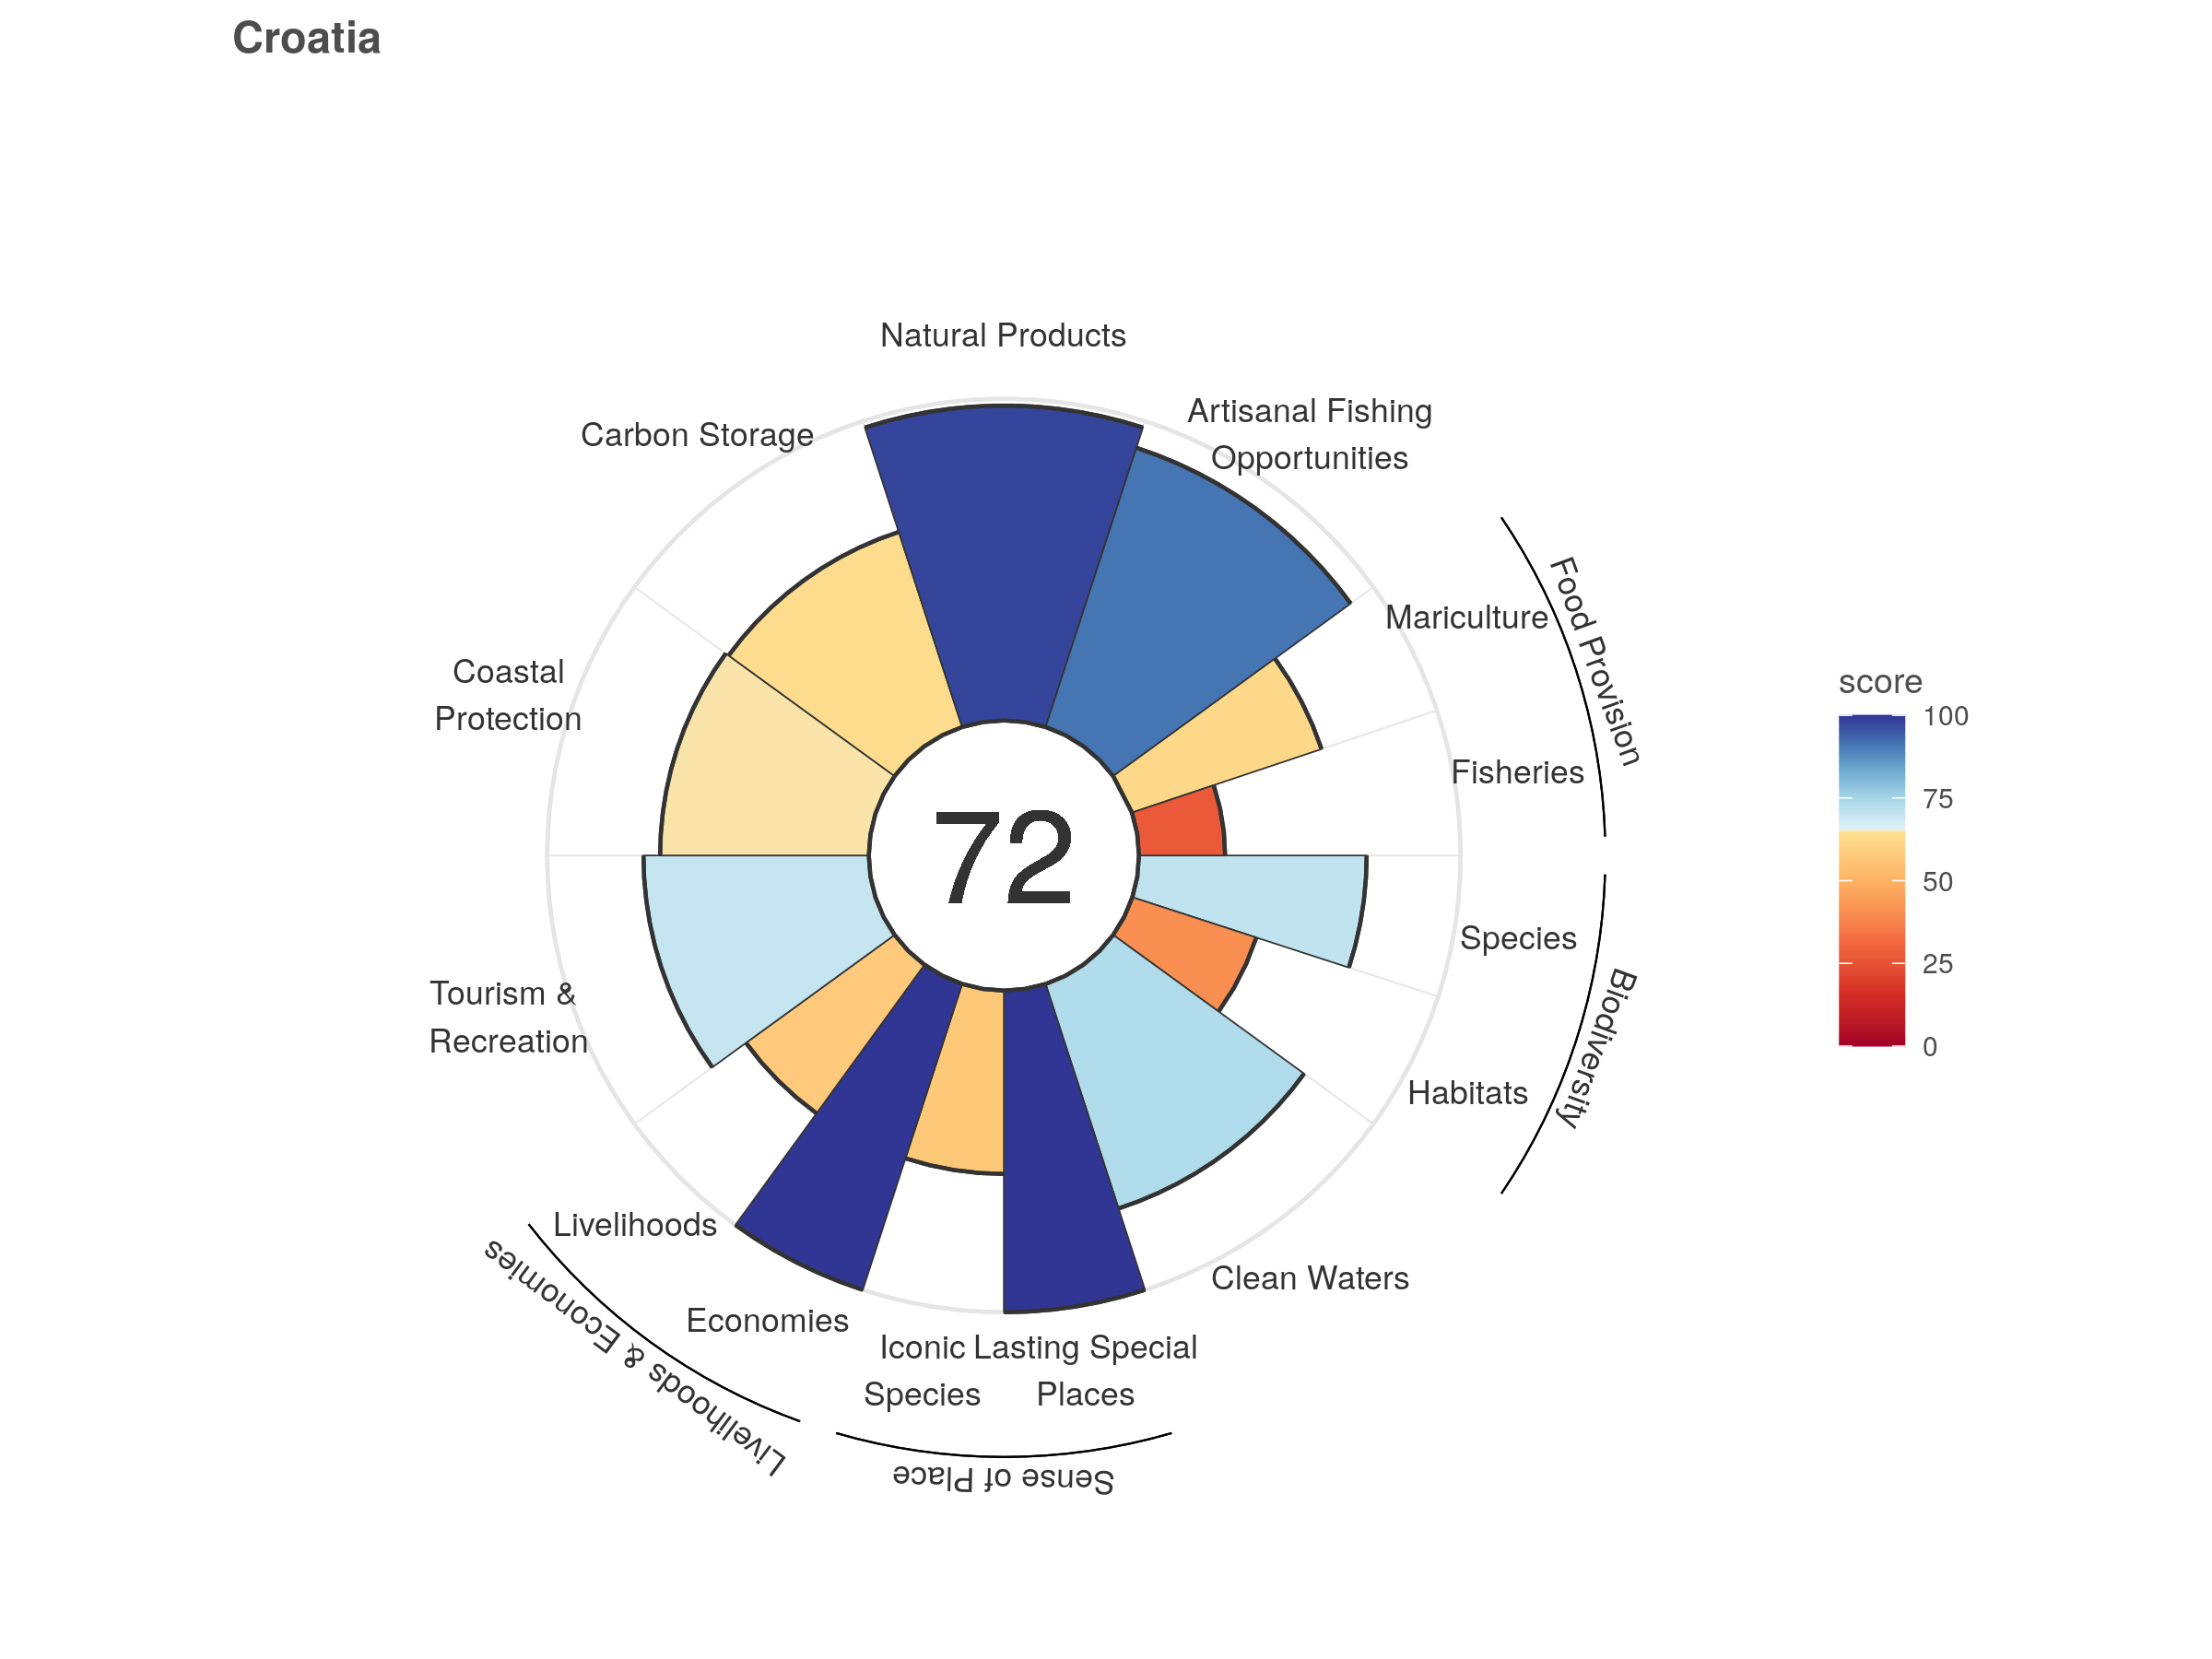 Croatia
Natural Products
Artisanal Fishing
Opportunities
Carbon Storage
Food Provision
Mariculture
Coastal
Protection
Fisheries
score
100
75
50
25
0
72
Species
Biodiversity
Habitats
Tourism &
Recreation
Clean Waters
Livelihoods
Livelihoods & Economies
Economies
Iconic
Species
Lasting Special
Places
Sense of Place